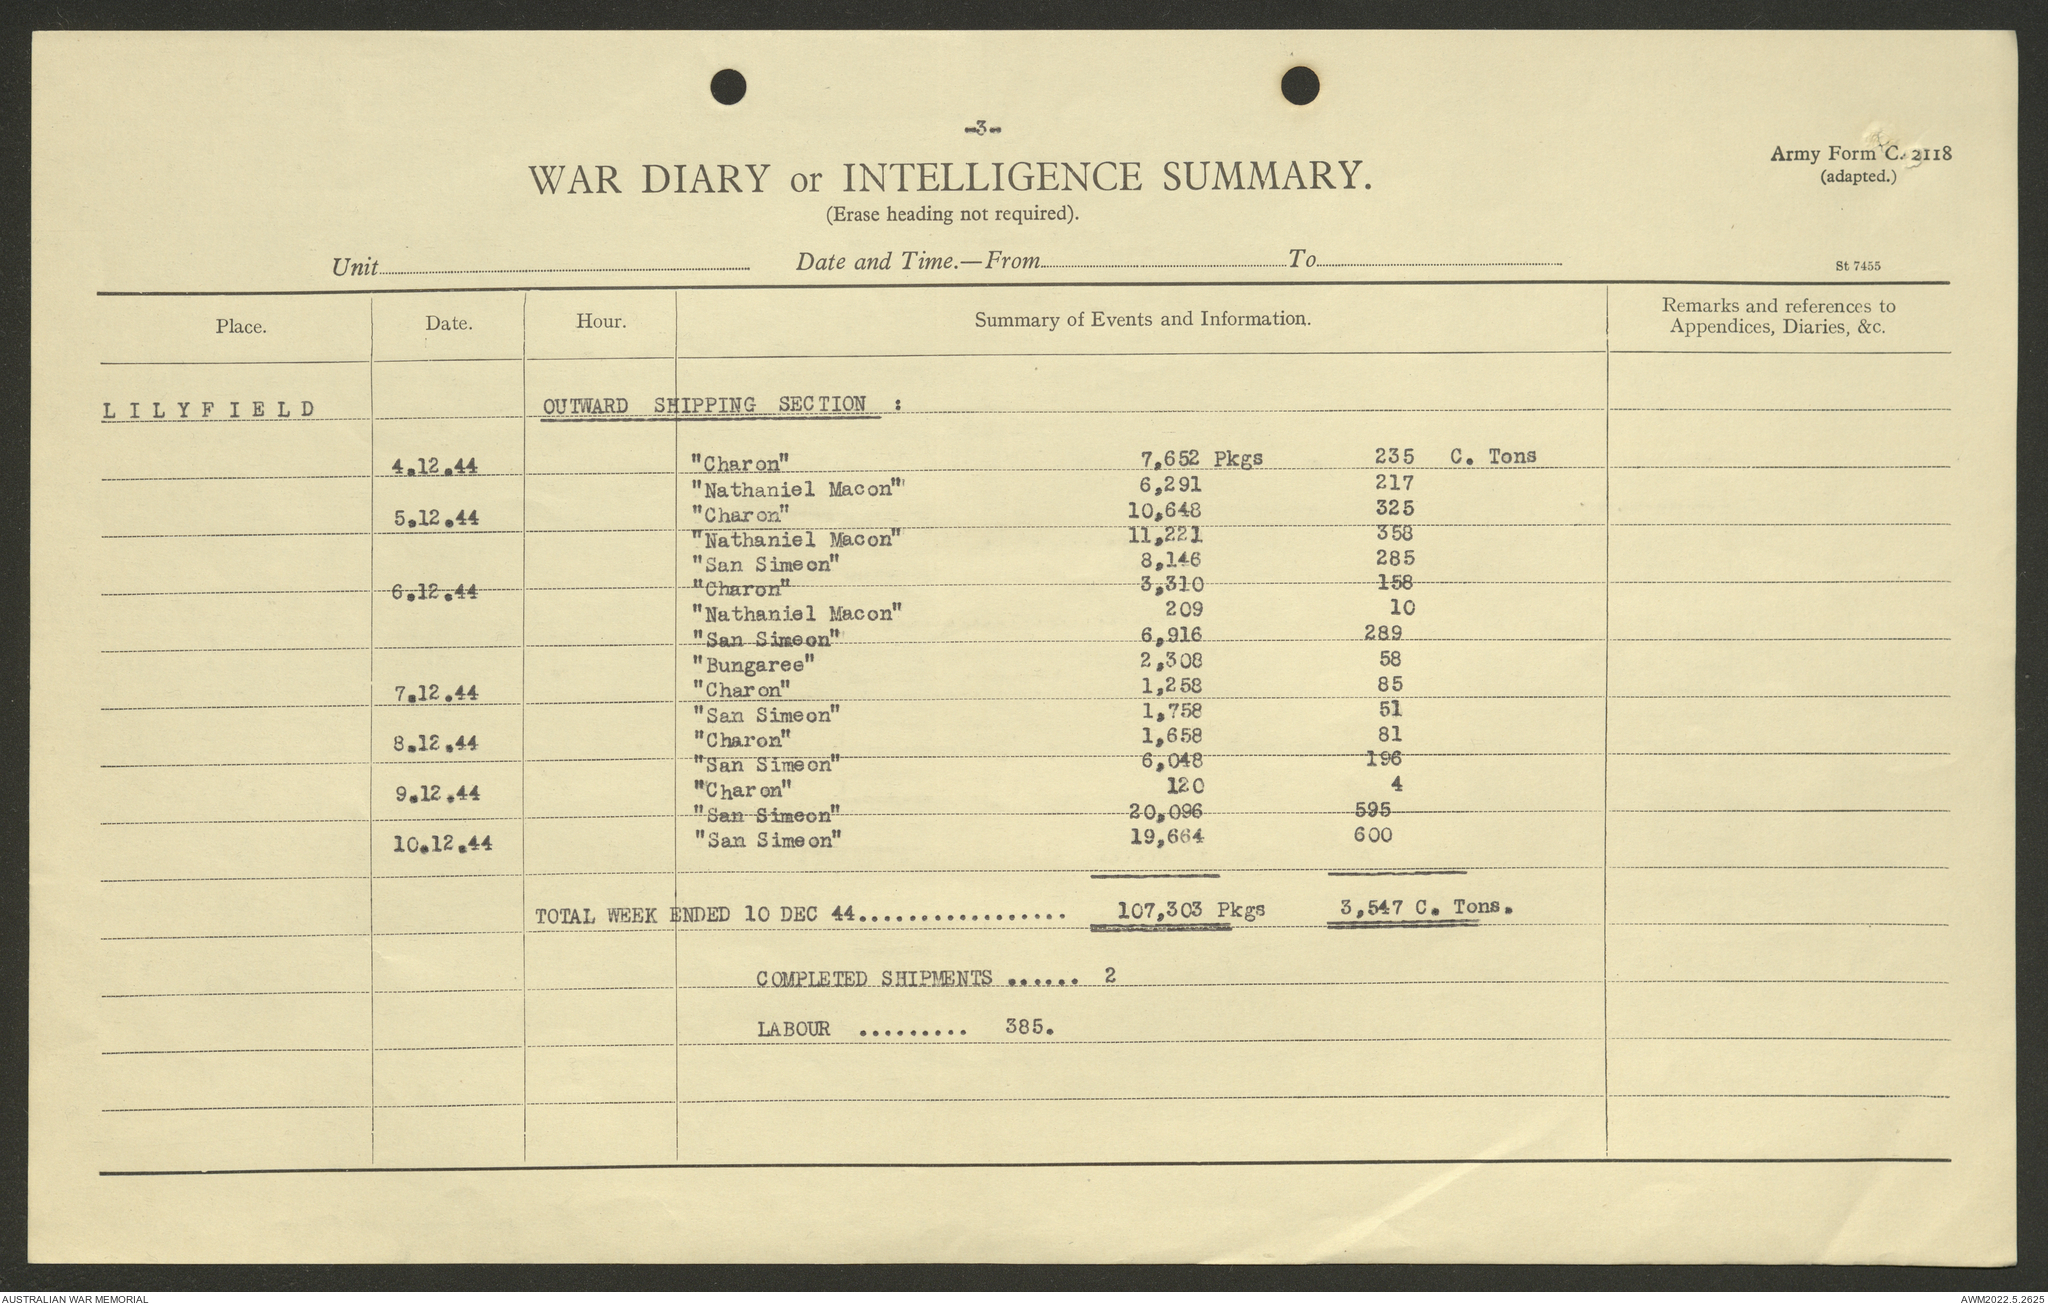 -3-
Army Form C. 2118
(adapted.)
WAR DIARY or INTELLIGENCE SUMMARY.
(Erase heading not required).
Unit Date and Time.—From To
St 7455
Place. Date. Hour. Summary of Events and Information. Remarks and references to
Appendices, Diaries, &c.
LILYFIELD OUTWARD SHIPPING SECTION :
4.12.44 "Charon" 7,652 Pkgs 235 C. Tons
"Nathaniel Macon" 6,291 217
5.12.44 "Charon" 10,648 325
"Nathaniel Macon" 11,221 358
"San Simeon" 8,146 285
6.12.44 "Charon" 3,310 158
"Nathaniel Macon" 209 10
"San Simeon" 6,916 289
"Bungaree" 2,308 58
7.12.44 "Charon" 1,258 85
"San Simeon" 1,758 51
8.12.44 "Charon" 1,658 81
"San Simeon" 6,048 196
9.12.44 "Charon" 120 4
"San Simeon" 20,096 595
10.12.44 "San Simeon" 19,664 600
TOTAL WEEK ENDED 10 DEC 44................. 107,303 Pkgs 3,547 C. Tons.
COMPLETED SHIPMENTS ...... 2
LABOUR ......... 385.
AUSTRALIAN WAR MEMORIAL
AWM2022.5.2625